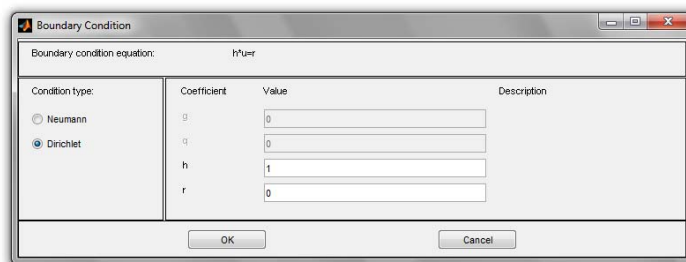 Boundary Condition
Boundary condition equation: h*u=r
Condition type:
Neumann
Dirichlet
Coefficient Value Description
g 0
q 0
h 1
r 0
OK Cancel